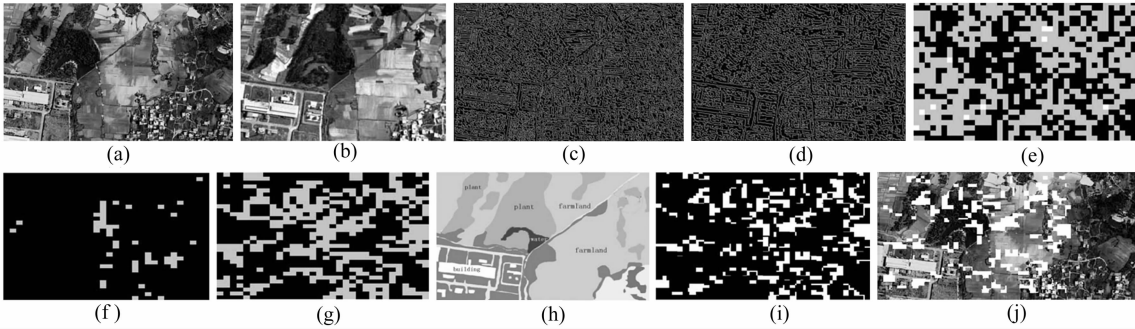 (a)
(b)
(c)
(d)
(e)
plant
plant
farmland
water
farmland
building
(f)
(g)
(h)
(i)
(j)